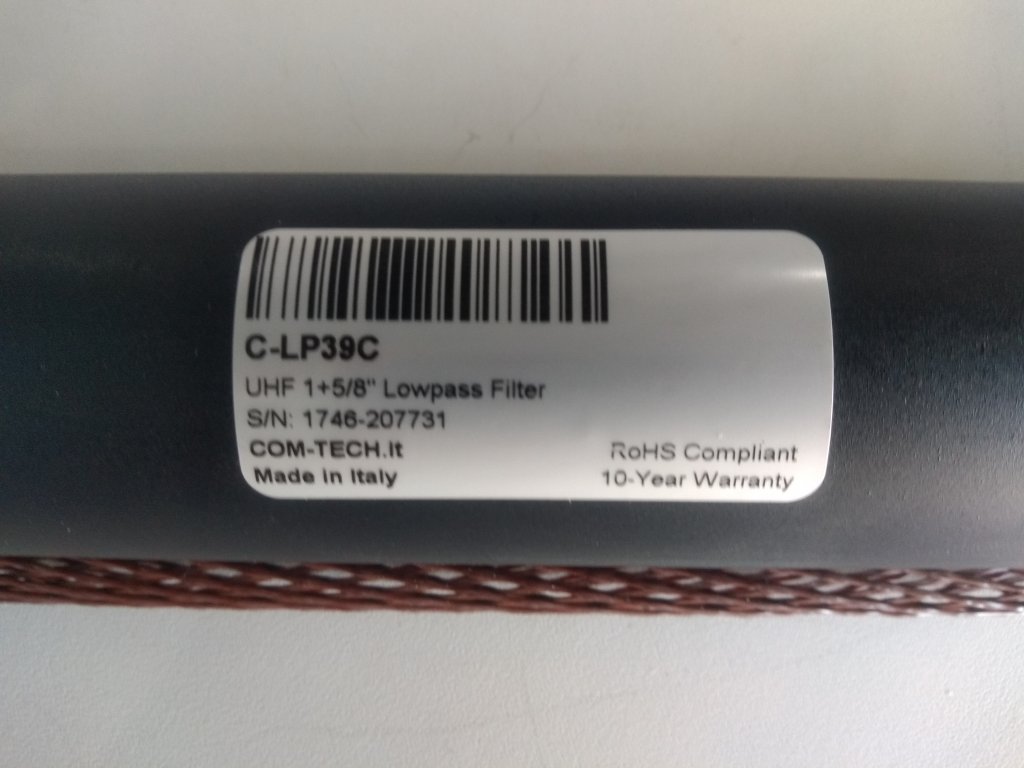 C-LP39C
UHF 1+5/8" Lowpass Filter
S/N: 1746-207731
COM-TECH.it
RoHS Compliant
Made in Italy
10-Year Warranty